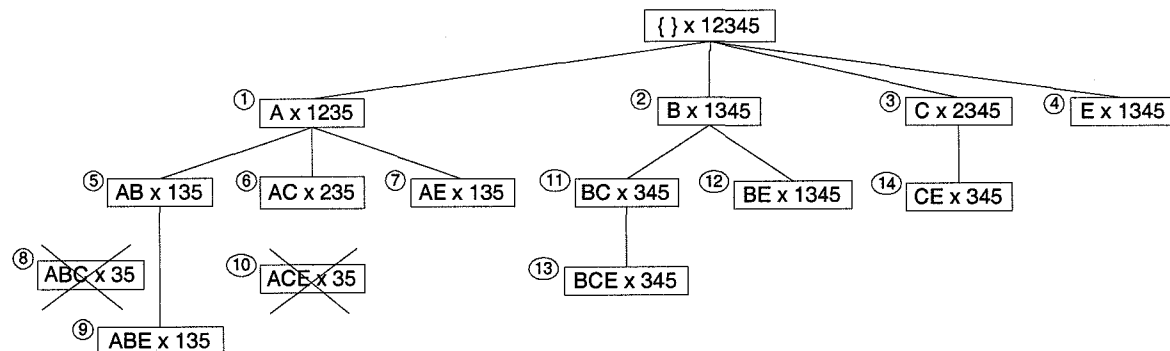 { } x 12345
① A x 1235 ② B x 1345 ③ C x 2345 ④ E x 1345
⑤ AB x 135 ⑥ AC x 235 ⑦ AE x 135 ⑪ BC x 345 ⑫ BE x 1345 ⑭ CE x 345
⑧ ABC x 35 ⑩ ACE x 35 ⑬ BCE x 345
⑨ ABE x 135